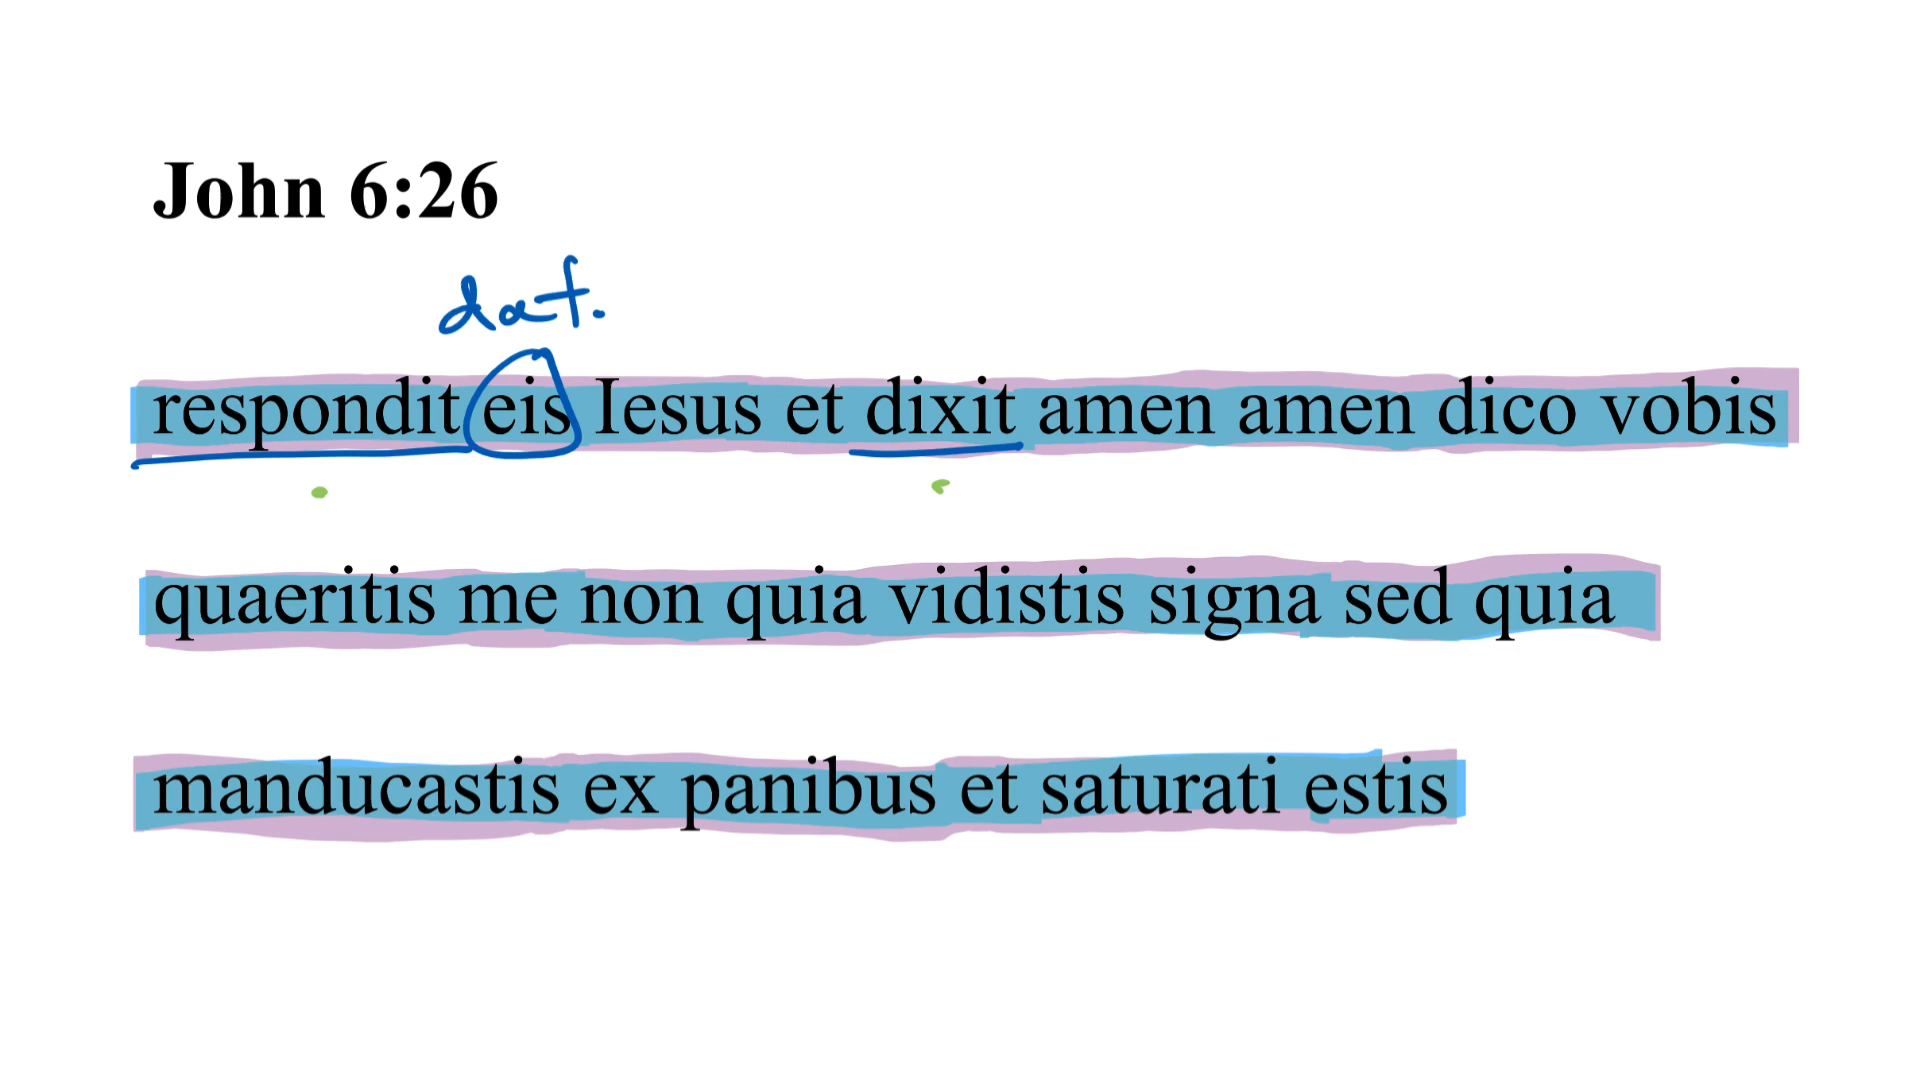 John 6:26
dat.
respondit eis Iesus et dixit amen amen dico vobis
quaeritis me non quia vidistis signa sed quia
manducastis ex panibus et saturati estis